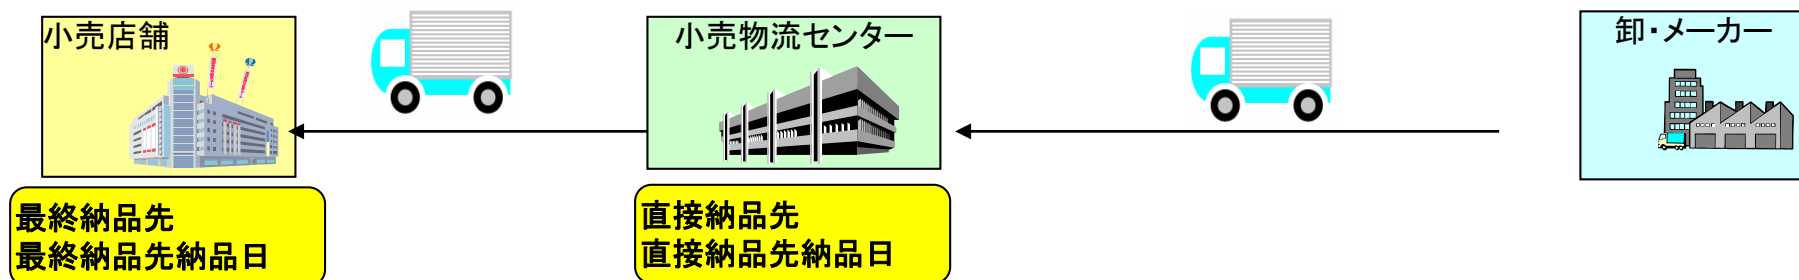 小売店舗
小売物流センター
卸・メーカー
最終納品先
最終納品先納品日
直接納品先
直接納品先納品日